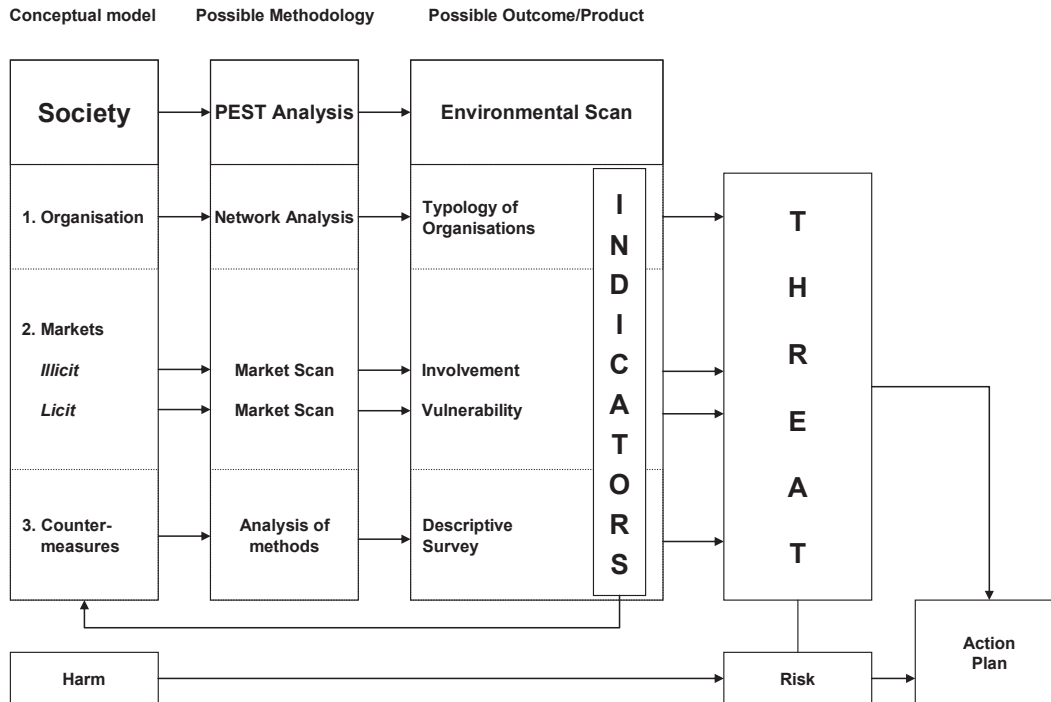 Conceptual model Possible Methodology Possible Outcome/Product
Society PEST Analysis Environmental Scan
1. Organisation Network Analysis Typology of
Organisations
2. Markets
Illicit Market Scan Involvement
Licit Market Scan Vulnerability
3. Counter-
measures
Analysis of
methods
Descriptive
Survey
I
N
D
I
C
A
T
O
R
S
T
H
R
E
A
T
Harm Risk
Action
Plan